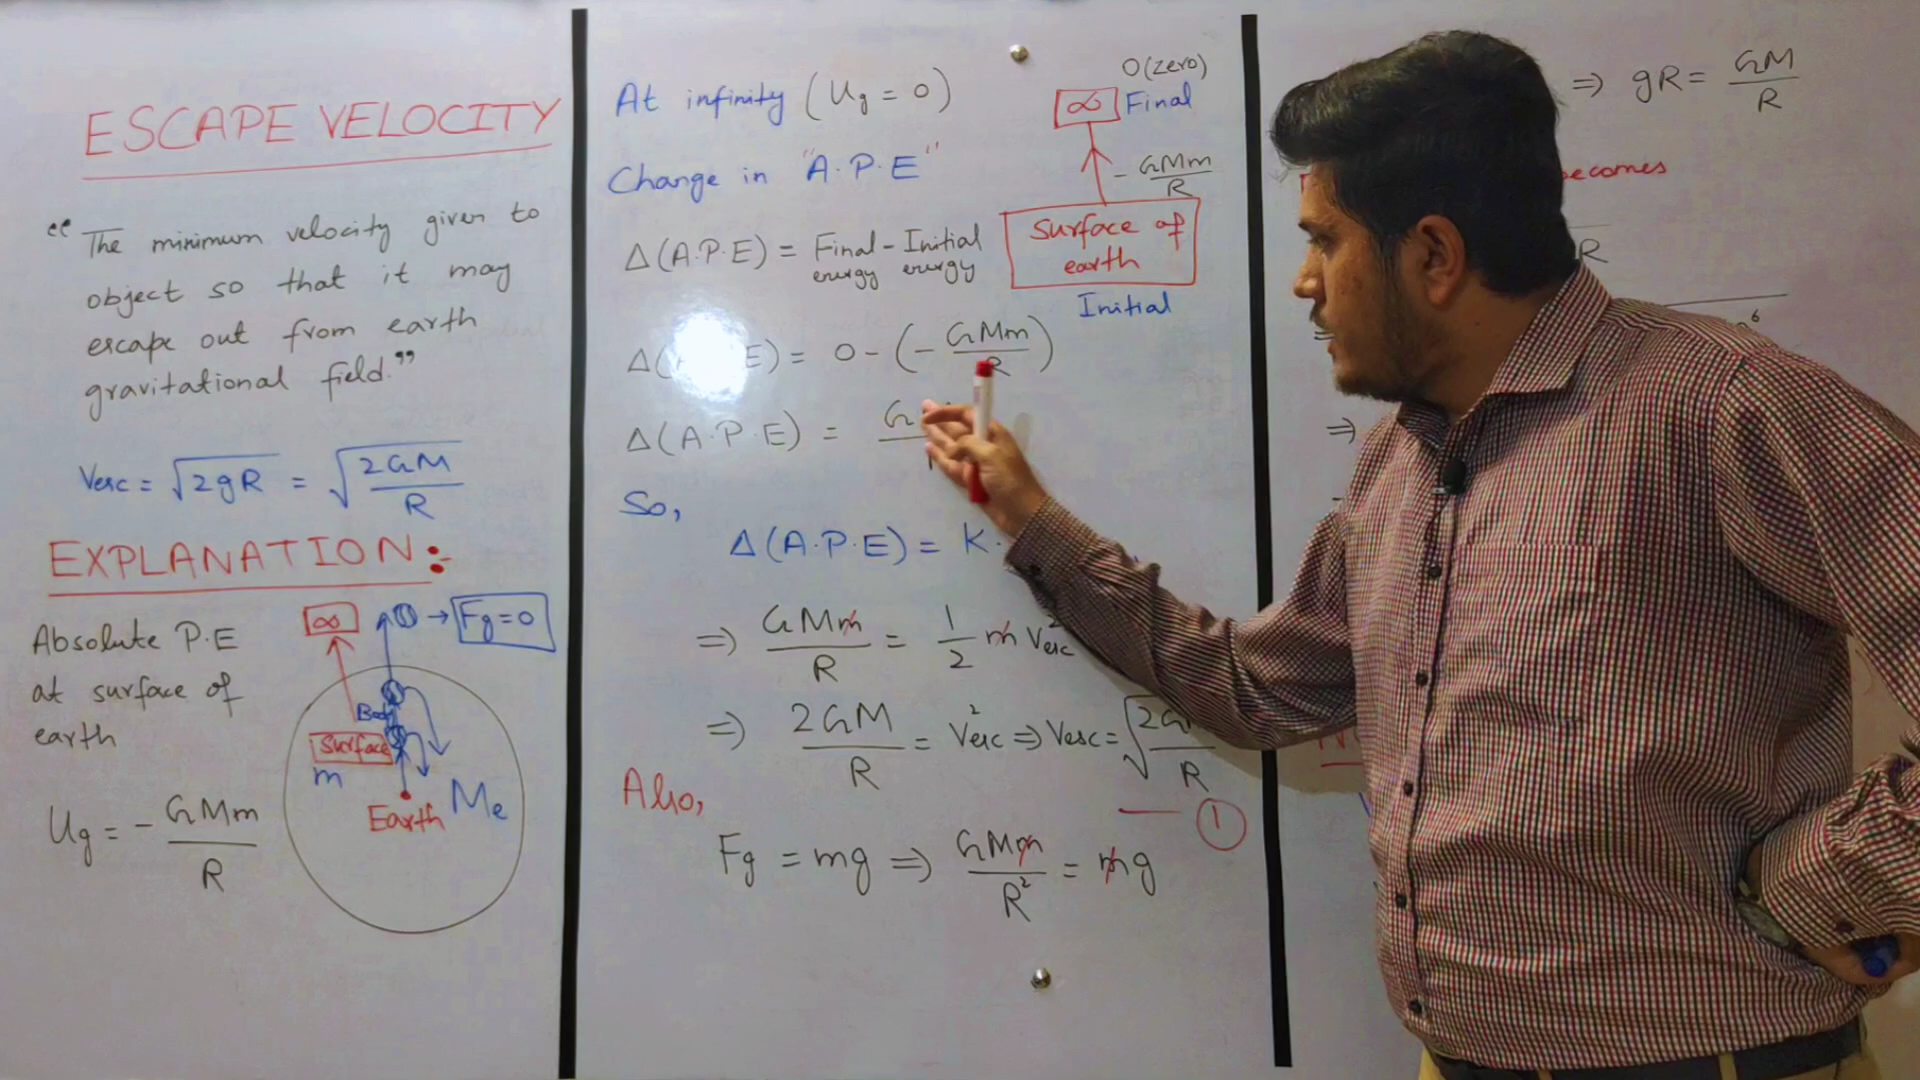 ESCAPE VELOCITY
“The minimum velocity given to
object so that it may
escape out from earth
gravitational field.”
Vesc = √2gR = √2GM/R
EXPLANATION:
Absolute P.E
at surface of
earth
Ug = - GMm/R
∞
→ Fg=0
Body
Surface
m
Earth Me
At infinity (Ug = 0)
Change in "A.P.E"
Δ(A.P.E) = Final energy - Initial energy
0 (zero)
∞ Final
- GMm/R
Surface of
earth
Initial
E) = 0 - (- GMm/R)
Δ(A.P.E) =
So,
Δ(A.P.E) = K.
⇒ GMm/R = 1/2 m Vesc²
⇒ 2GM/R = Vesc² ⇒ Vesc = √2G /R
① 
Also,
Fg = mg ⇒ GMm/R² = mg
⇒ gR = GM/R
ecomes
R
6
⇒